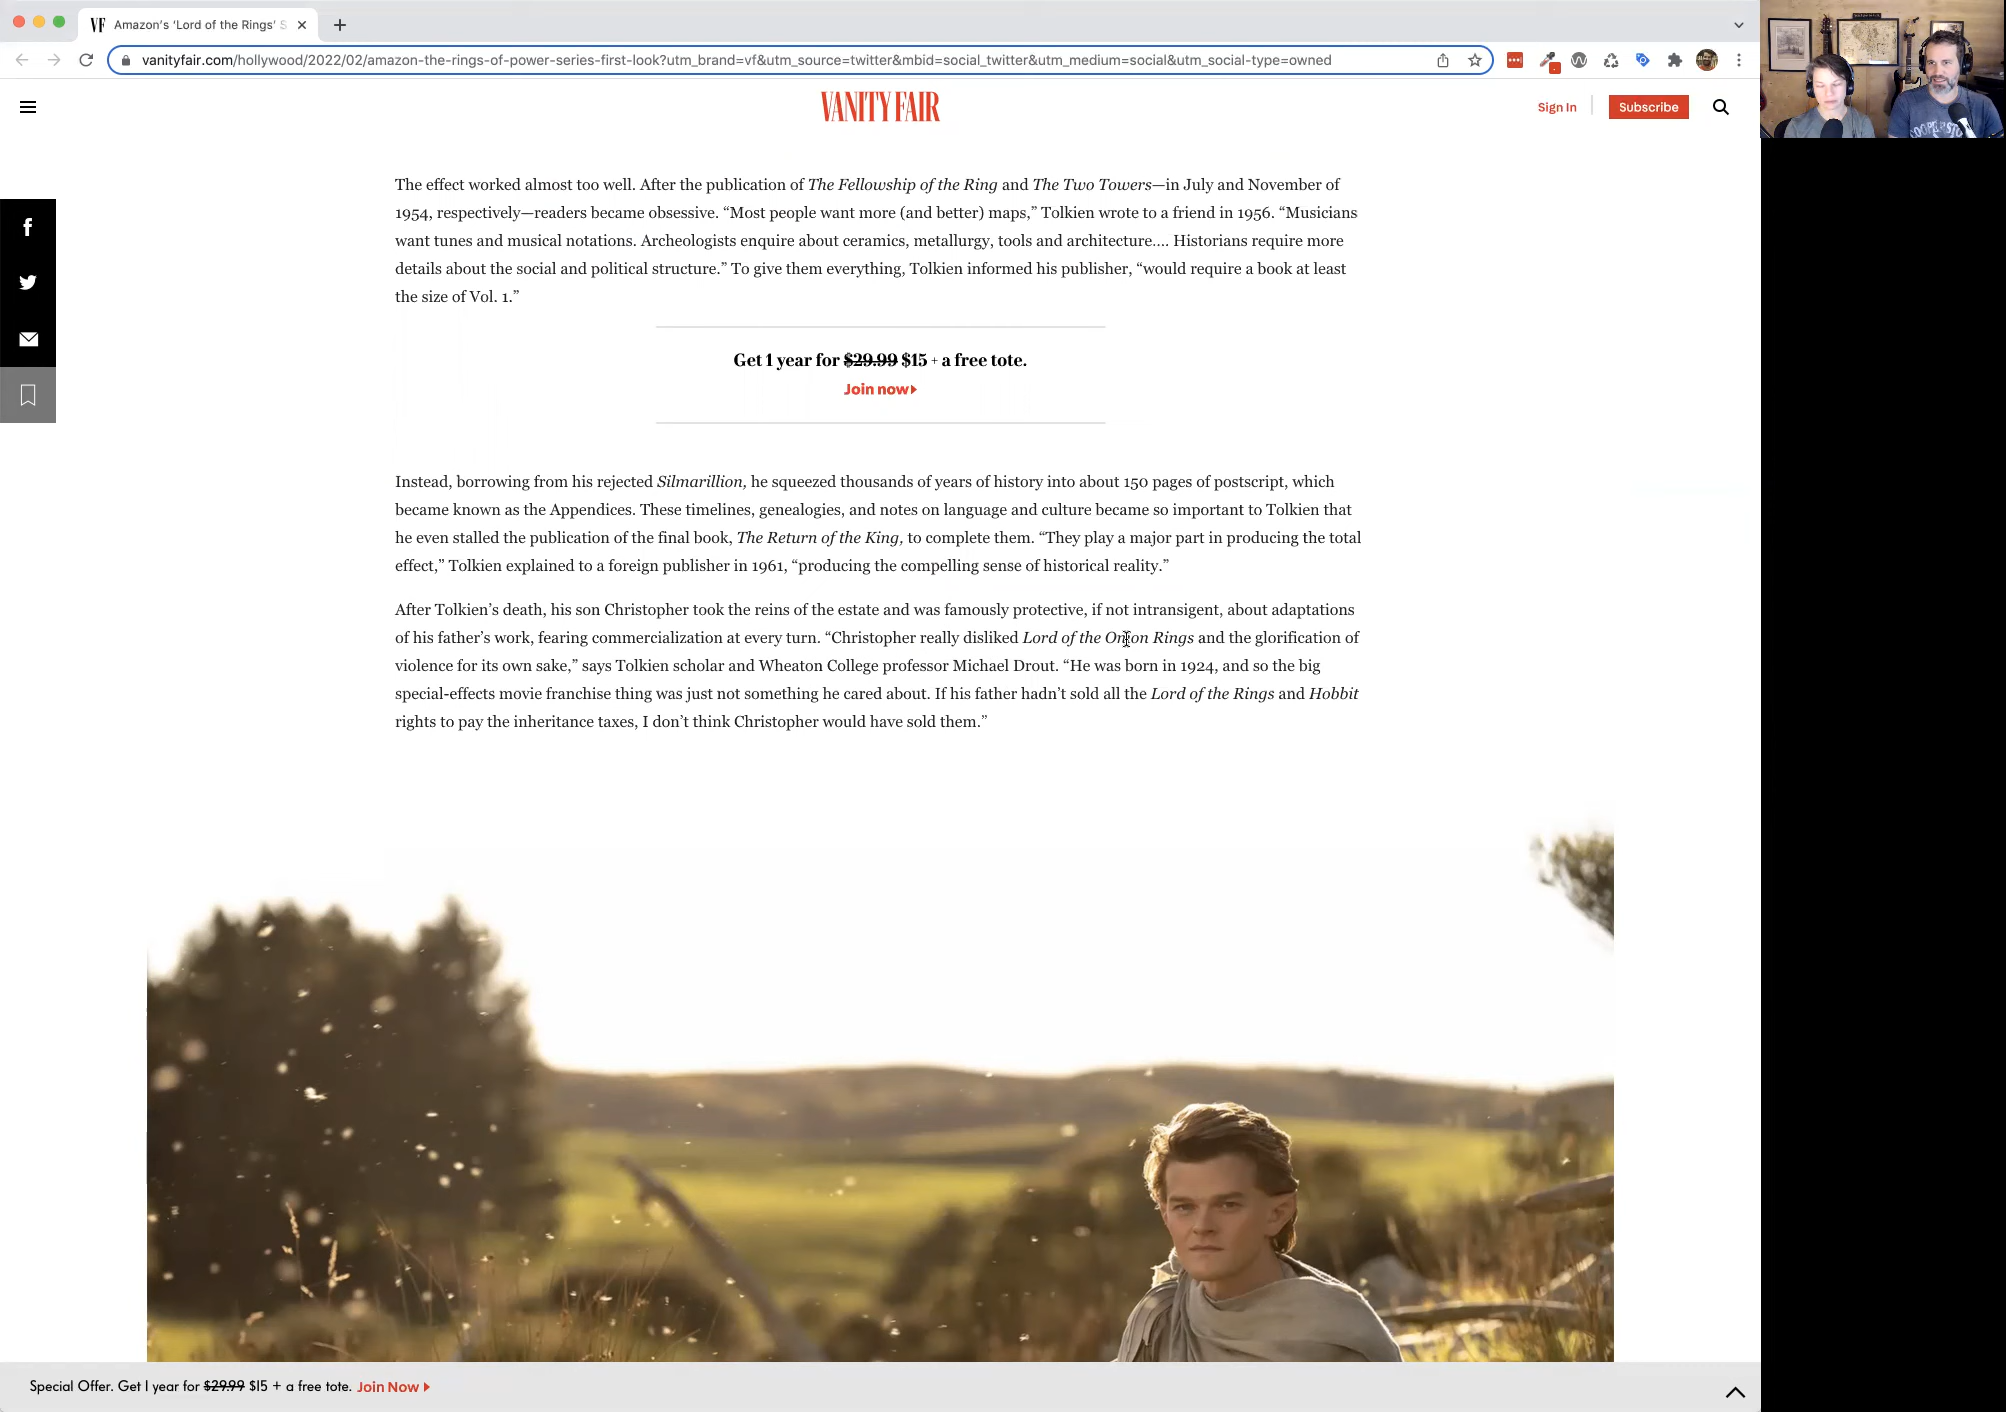 VF Amazon’s ‘Lord of the Rings’ S
vanityfair.com/hollywood/2022/02/amazon-the-rings-of-power-series-first-look?utm_brand=vf&utm_source=twitter&mbid=social_twitter&utm_medium=social&utm_social-type=owned
VANITY FAIR
Sign In
Subscribe
The effect worked almost too well. After the publication of The Fellowship of the Ring and The Two Towers—in July and November of
1954, respectively—readers became obsessive. “Most people want more (and better) maps,” Tolkien wrote to a friend in 1956. “Musicians
want tunes and musical notations. Archeologists enquire about ceramics, metallurgy, tools and architecture…. Historians require more
details about the social and political structure.” To give them everything, Tolkien informed his publisher, “would require a book at least
the size of Vol. 1.”
Get 1 year for $29.99 $15 + a free tote.
Join now
Instead, borrowing from his rejected Silmarillion, he squeezed thousands of years of history into about 150 pages of postscript, which
became known as the Appendices. These timelines, genealogies, and notes on language and culture became so important to Tolkien that
he even stalled the publication of the final book, The Return of the King, to complete them. “They play a major part in producing the total
effect,” Tolkien explained to a foreign publisher in 1961, “producing the compelling sense of historical reality.”
After Tolkien’s death, his son Christopher took the reins of the estate and was famously protective, if not intransigent, about adaptations
of his father’s work, fearing commercialization at every turn. “Christopher really disliked Lord of the Onion Rings and the glorification of
violence for its own sake,” says Tolkien scholar and Wheaton College professor Michael Drout. “He was born in 1924, and so the big
special-effects movie franchise thing was just not something he cared about. If his father hadn’t sold all the Lord of the Rings and Hobbit
rights to pay the inheritance taxes, I don’t think Christopher would have sold them.”
Special Offer. Get 1 year for $29.99 $15 + a free tote. Join Now